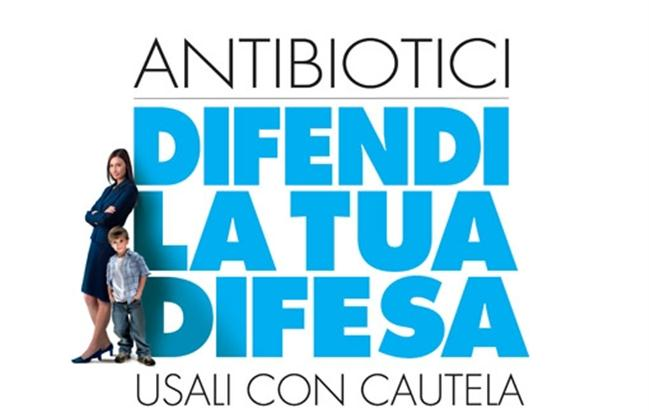 ANTIBIOTICI
DIFENDI
LA TUA
DIFESA
USALI CON CAUTELA